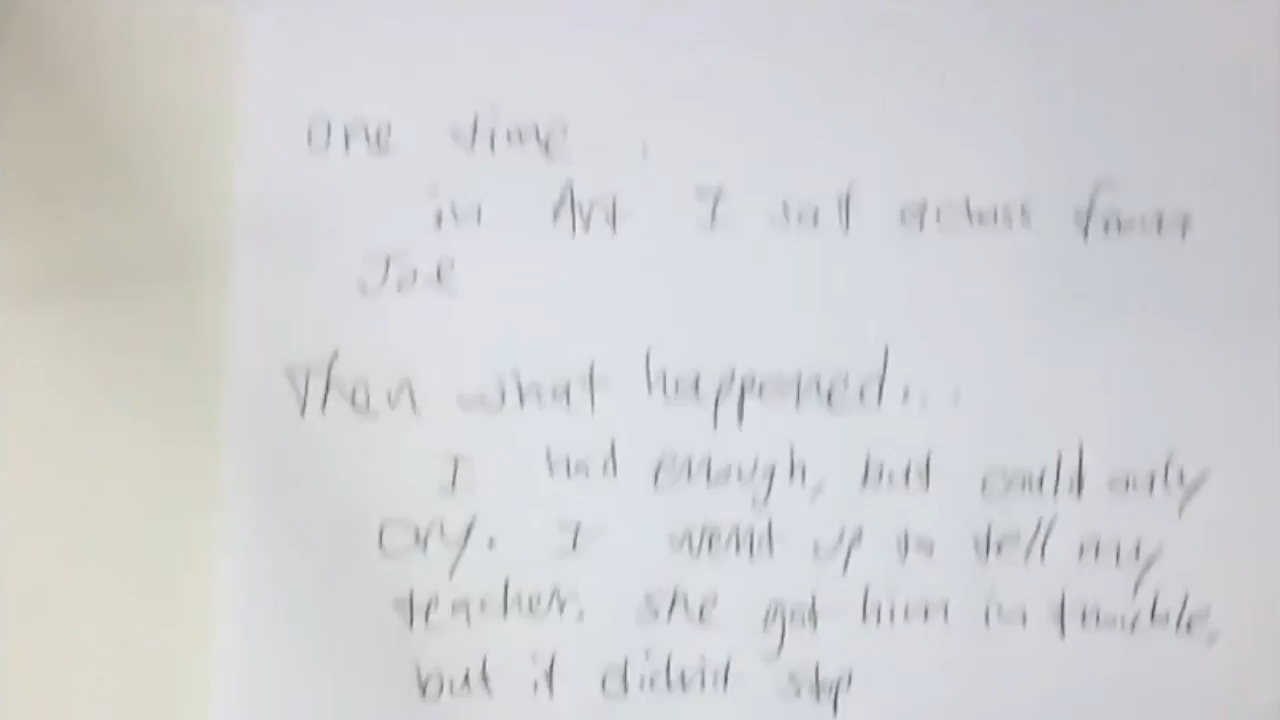 one time
in Art I sat across from
Joe
Then what happened...
I had enough, but could only
cry. I went up to tell my
teacher. she got him in trouble,
but it didn't stop